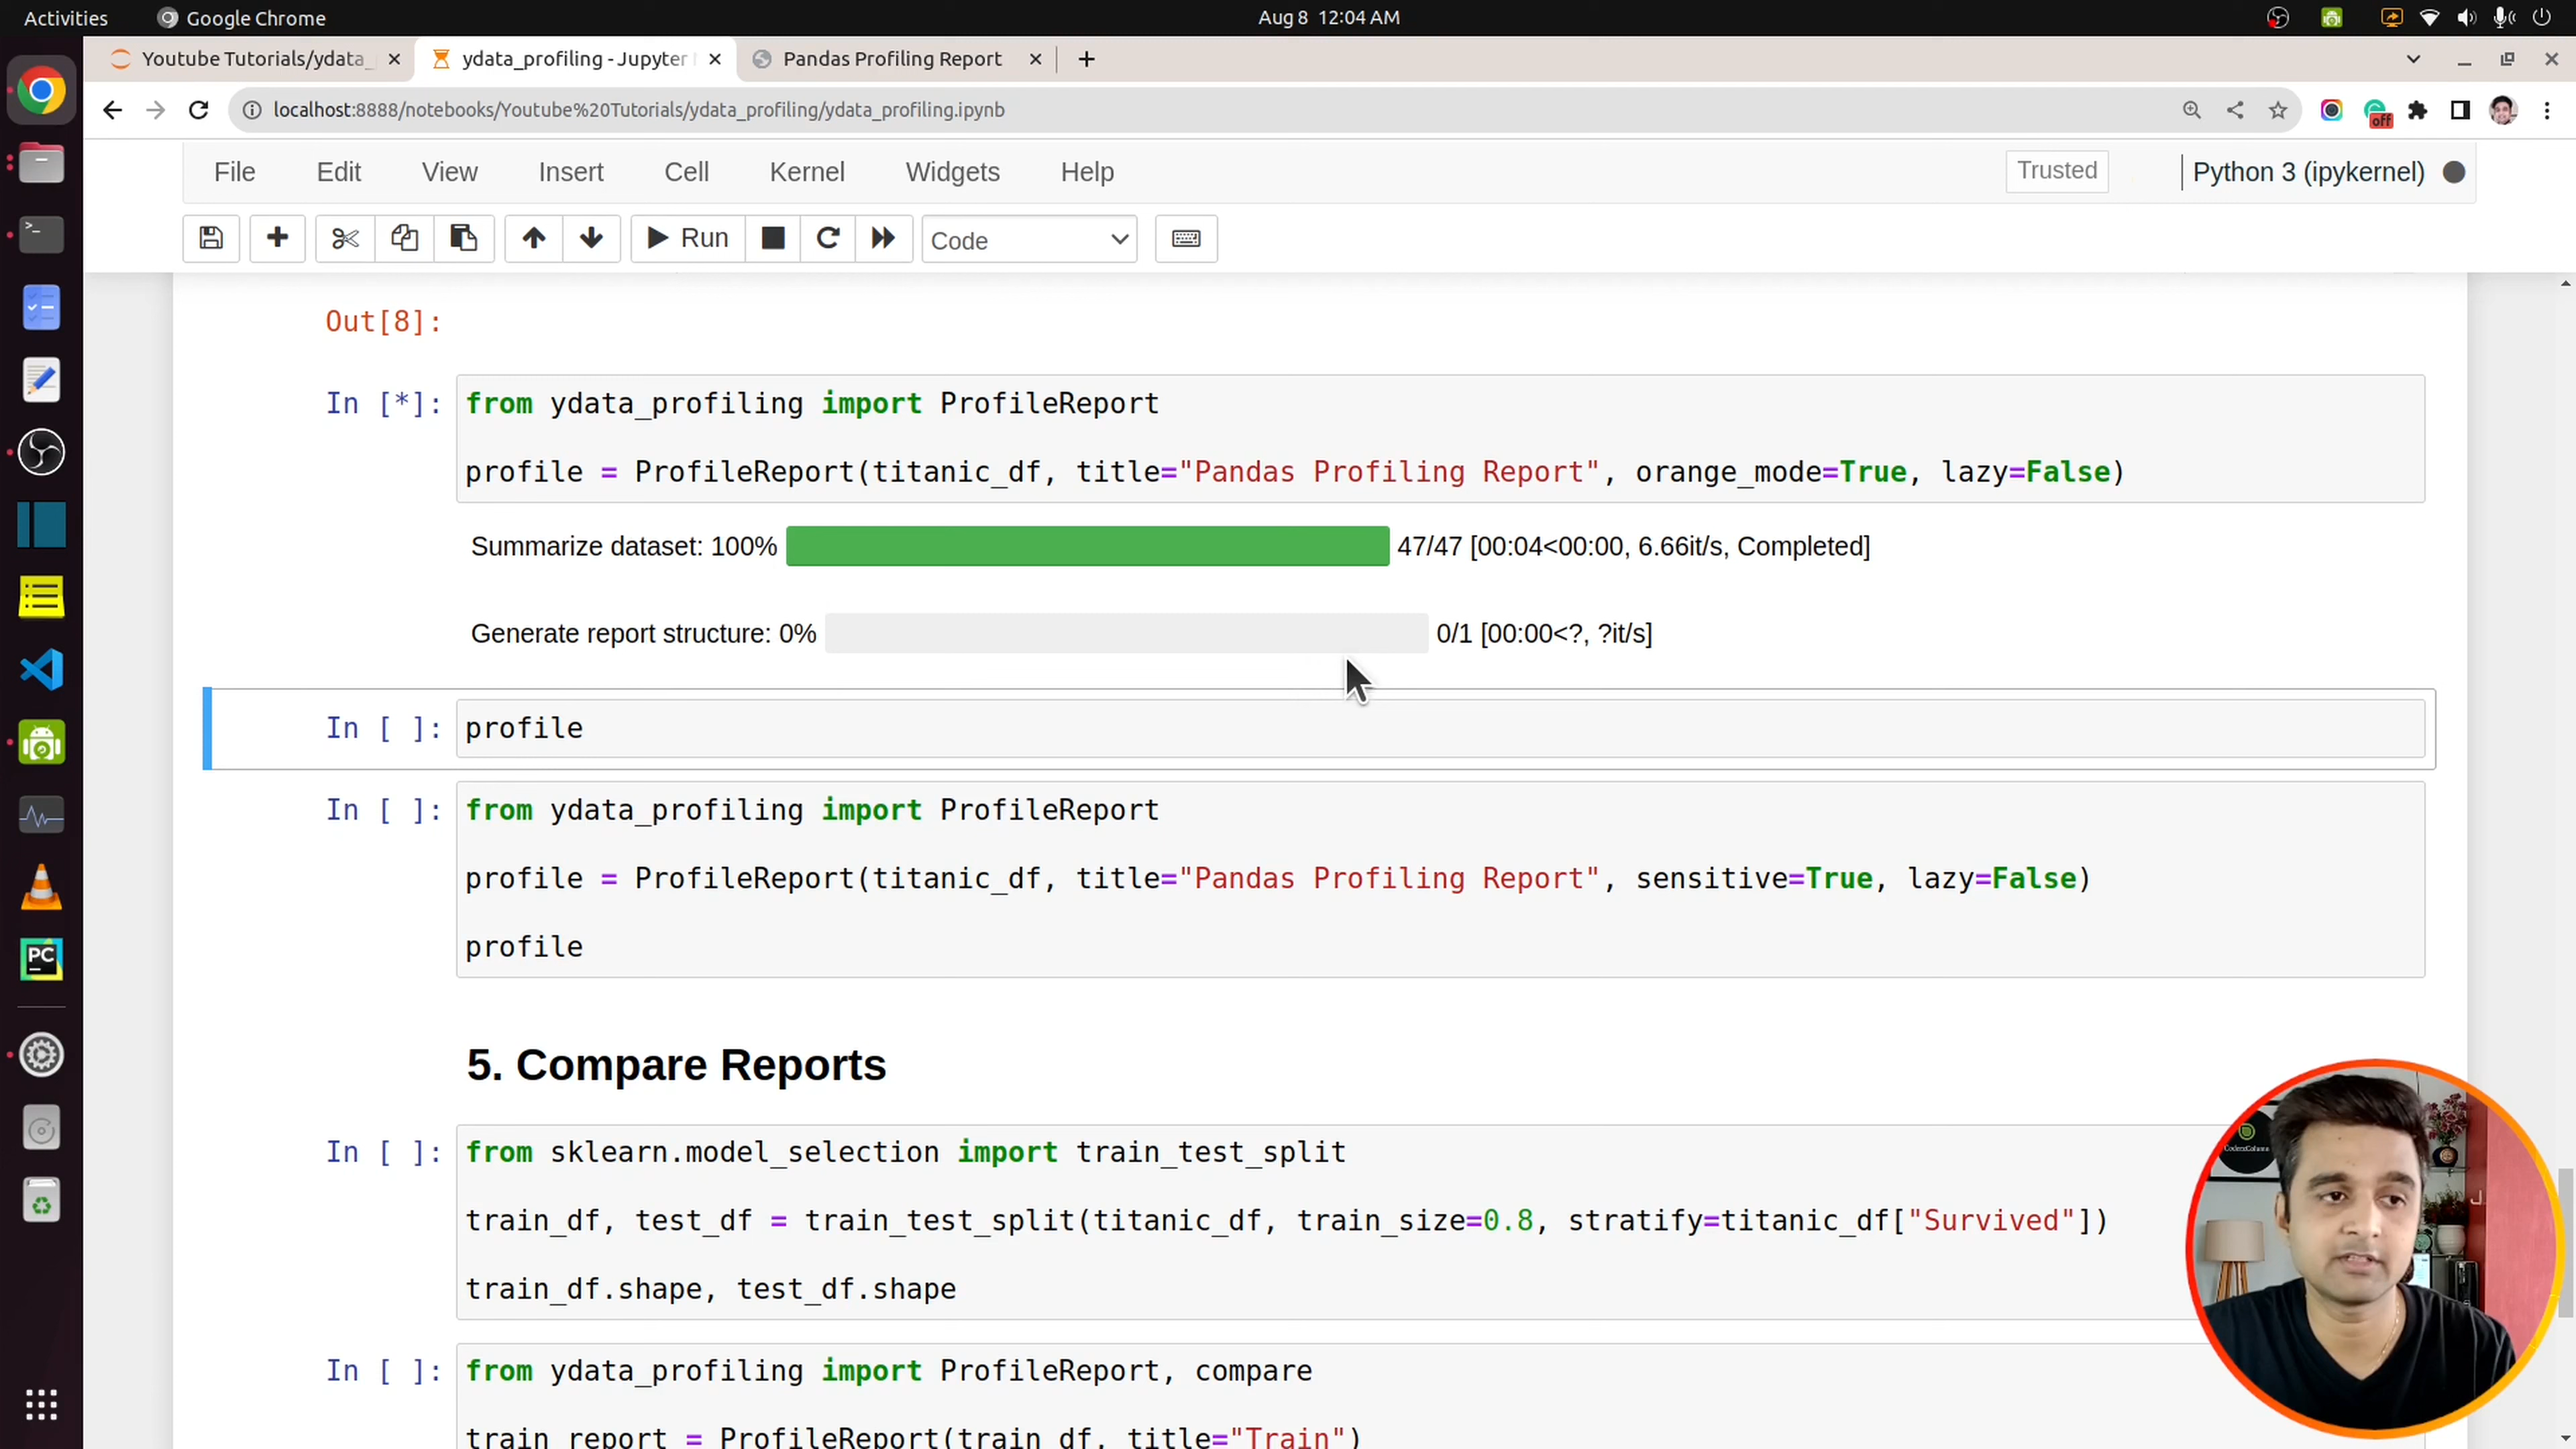 Activities
Google Chrome
Aug 8 12:04 AM
Youtube Tutorials/ydata_
ydata_profiling - Jupyter
Pandas Profiling Report
localhost:8888/notebooks/Youtube%20Tutorials/ydata_profiling/ydata_profiling.ipynb
off
File Edit View Insert Cell Kernel Widgets Help
Trusted
Python 3 (ipykernel)
Run
Code
Out[8]:
In [*]: from ydata_profiling import ProfileReport
profile = ProfileReport(titanic_df, title="Pandas Profiling Report", orange_mode=True, lazy=False)
Summarize dataset: 100% 47/47 [00:04<00:00, 6.66it/s, Completed]
Generate report structure: 0% 0/1 [00:00<?, ?it/s]
In [ ]: profile
In [ ]: from ydata_profiling import ProfileReport
profile = ProfileReport(titanic_df, title="Pandas Profiling Report", sensitive=True, lazy=False)
profile
5. Compare Reports
In [ ]: from sklearn.model_selection import train_test_split
train_df, test_df = train_test_split(titanic_df, train_size=0.8, stratify=titanic_df["Survived"])
train_df.shape, test_df.shape
In [ ]: from ydata_profiling import ProfileReport, compare
train_report = ProfileReport(train_df, title="Train")
PC